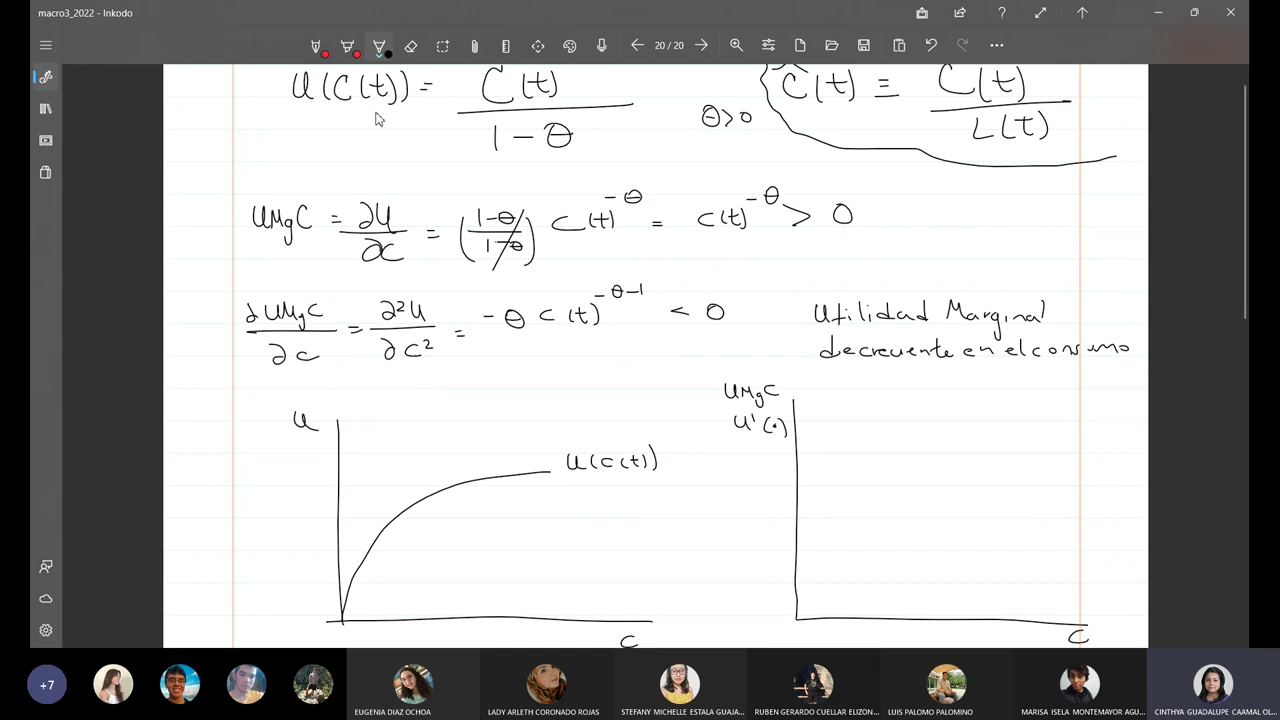 macro3_2022 - Inkodo
20 / 20
U(C(t)) = C(t) / 1 - θ
θ > 0
C(t) ≡ C(t) / L(t)
UMgC = ∂U / ∂C = (1-θ / 1-θ) C(t)^-θ = C(t)^-θ > 0
∂UMgC / ∂C = ∂²U / ∂C² = -θ C(t)^-θ-1 < 0
Utilidad Marginal
decreciente en el consumo
U
U(C(t))
C
UMgC
U'(•)
C
+7
EUGENIA DIAZ OCHOA
LADY ARLETH CORONADO ROJAS
STEFANY MICHELLE ESTALA GUAJA...
RUBEN GERARDO CUELLAR ELIZON...
LUIS PALOMO PALOMINO
MARISA ISELA MONTEMAYOR AGU...
CINTHYA GUADALUPE CAAMAL OL...